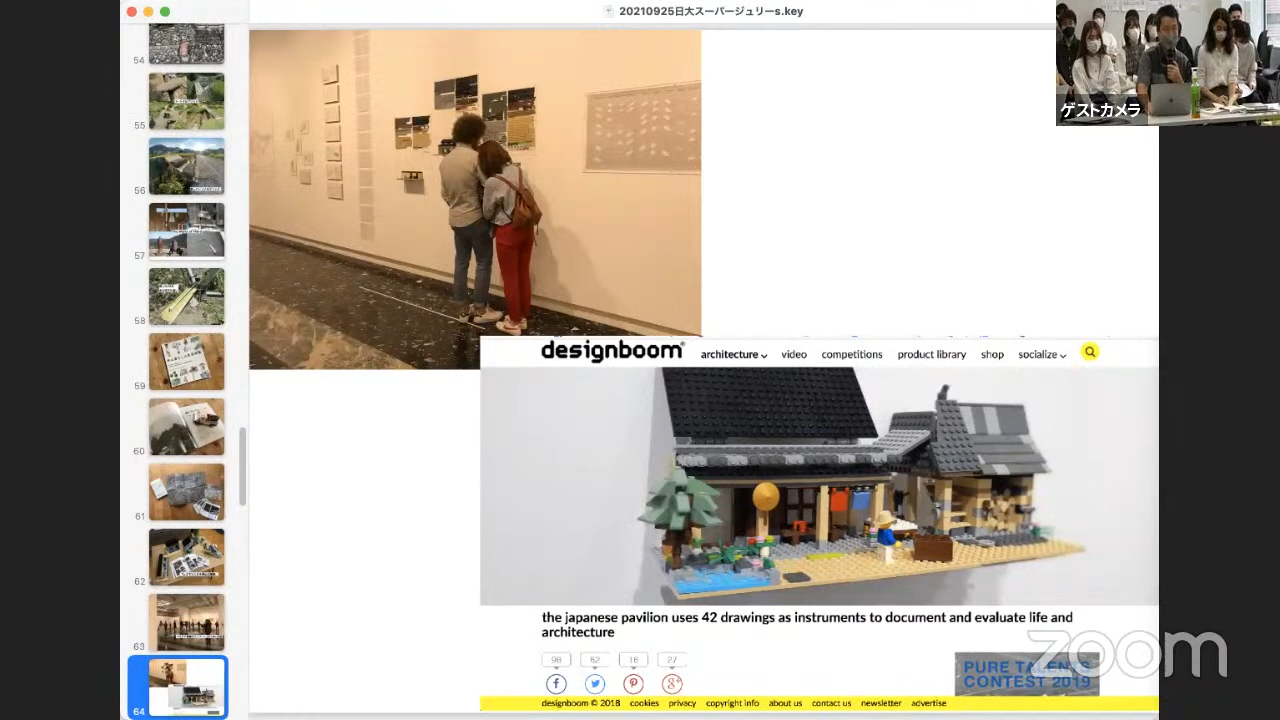 20210925日大スーパージュリーs.key
ゲストカメラ
54
55
56
57
58
59
60
61
62
63
64
designboom
architecture video competitions product library shop socialize
the japanese pavilion uses 42 drawings as instruments to document and evaluate life and
architecture
98 62 16 27
PURE TALENTS
CONTEST 2019
designboom © 2018 cookies privacy copyright info about us contact us newsletter advertise
zoom